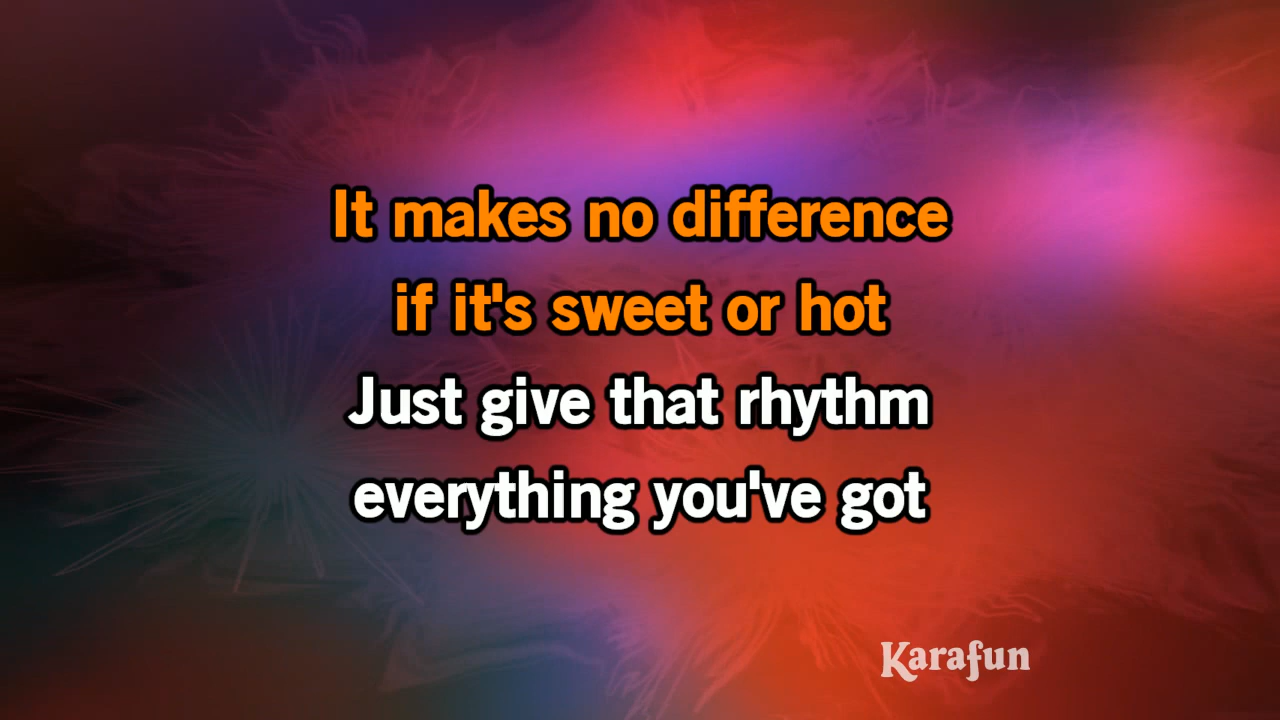 It makes no difference
if it's sweet or hot
Just give that rhythm
everything you've got
Karafun